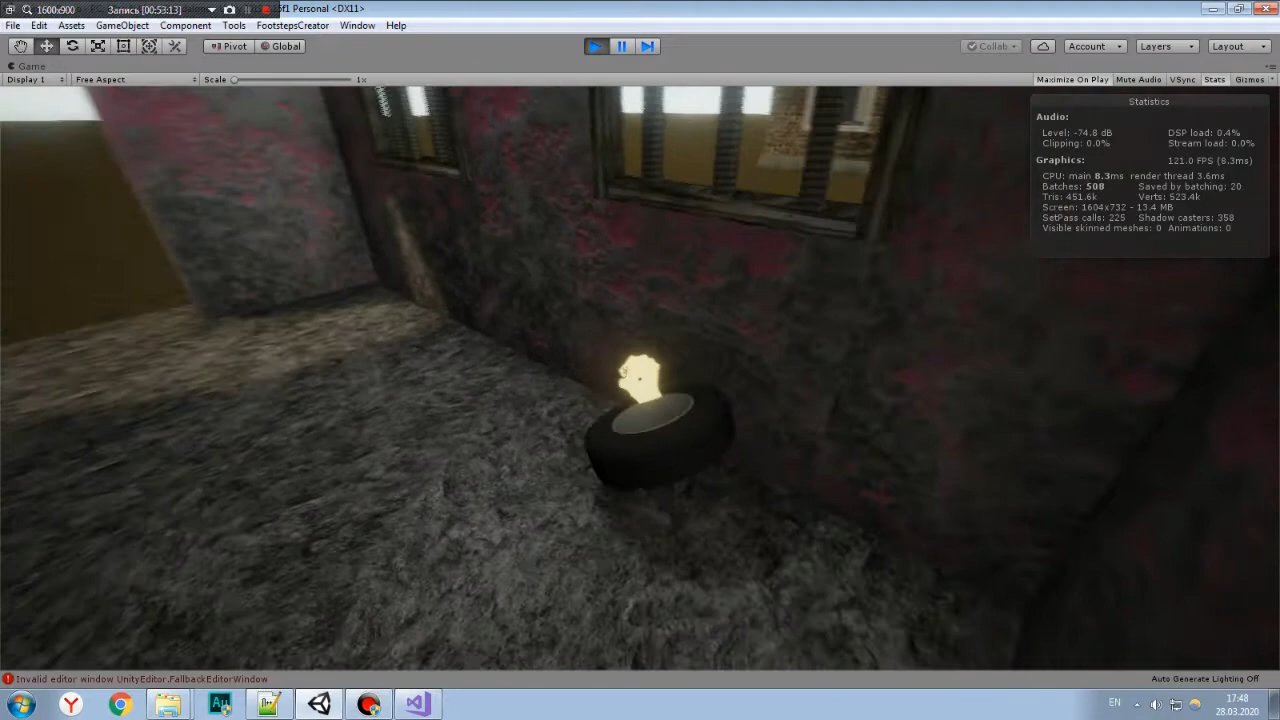 1600x900 Запись [00:53:13] 5f1 Personal <DX11>
File Edit Assets GameObject Component Tools FootstepsCreator Window Help
Pivot Global Collab Account Layers Layout
Game
Display 1 Free Aspect Scale 1x Maximize On Play Mute Audio VSync Stats Gizmos
Statistics
Audio:
Level: -74.8 dB DSP load: 0.4%
Clipping: 0.0% Stream load: 0.0%
Graphics: 121.0 FPS (8.3ms)
CPU: main 8.3ms render thread 3.6ms
Batches: 508 Saved by batching: 20
Tris: 451.6k Verts: 523.4k
Screen: 1604x732 - 13.4 MB
SetPass calls: 225 Shadow casters: 358
Visible skinned meshes: 0 Animations: 0
Invalid editor window UnityEditor.FallbackEditorWindow
Auto Generate Lighting Off
EN 17:48
28.03.2020